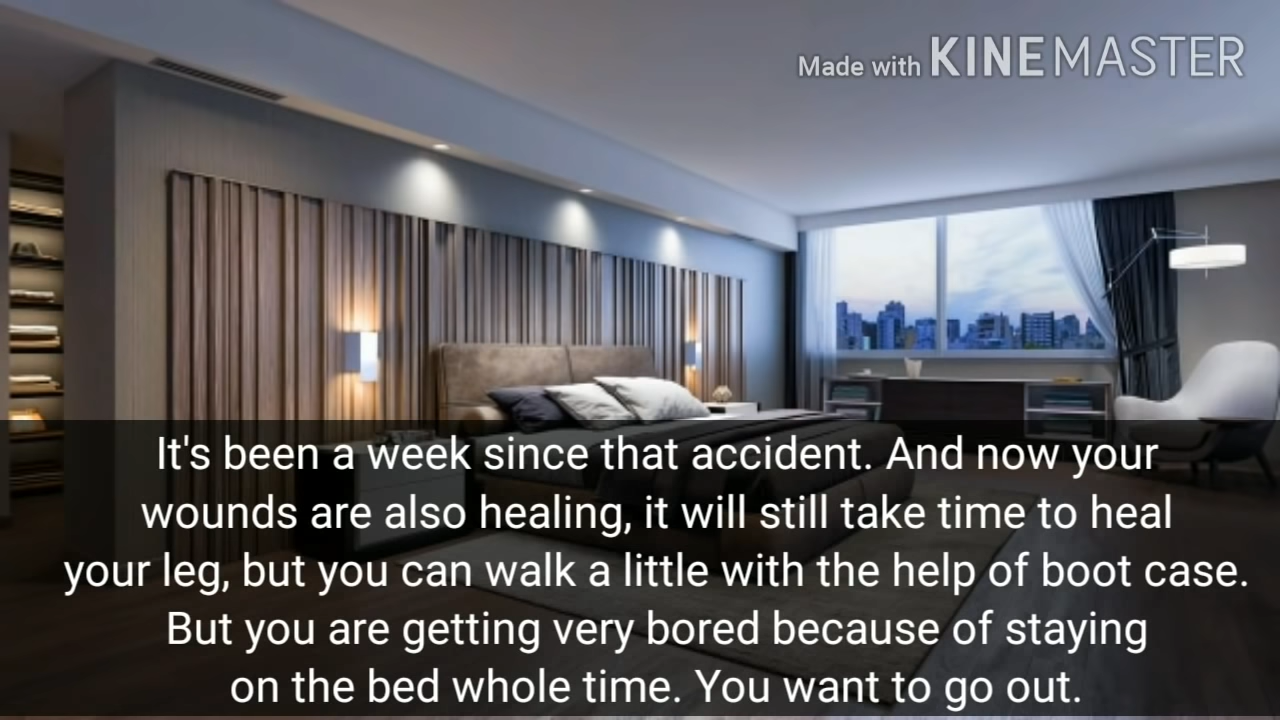 Made with KINEMASTER
It's been a week since that accident. And now your
wounds are also healing, it will still take time to heal
your leg, but you can walk a little with the help of boot case.
But you are getting very bored because of staying
on the bed whole time. You want to go out.